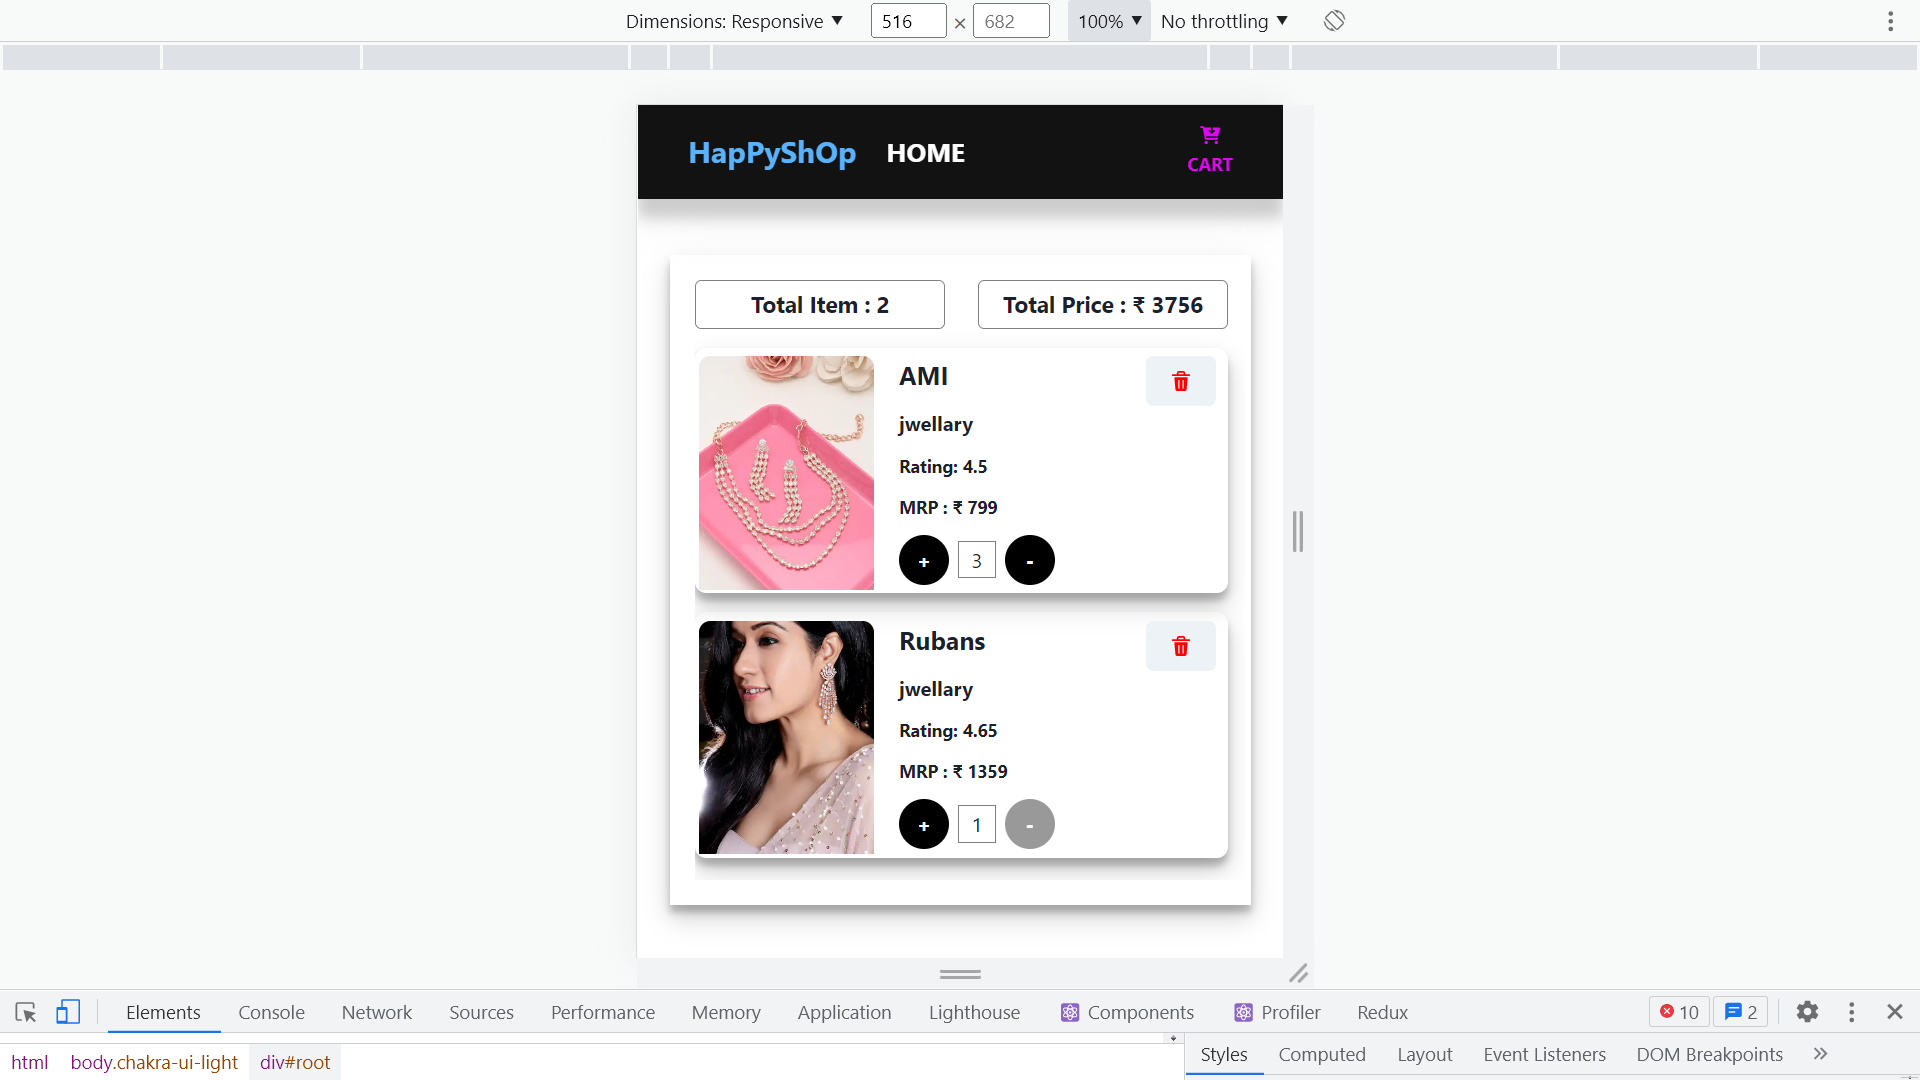 Dimensions: Responsive ▼ 516 × 682 100% ▼ No throttling ▼
HapPyShOp HOME CART
Total Item : 2 Total Price : ₹ 3756
AMI
jwellary
Rating: 4.5
MRP : ₹ 799
+ 3 -
Rubans
jwellary
Rating: 4.65
MRP : ₹ 1359
+ 1 -
Elements Console Network Sources Performance Memory Application Lighthouse Components Profiler Redux 10 2
html body.chakra-ui-light div#root
Styles Computed Layout Event Listeners DOM Breakpoints »